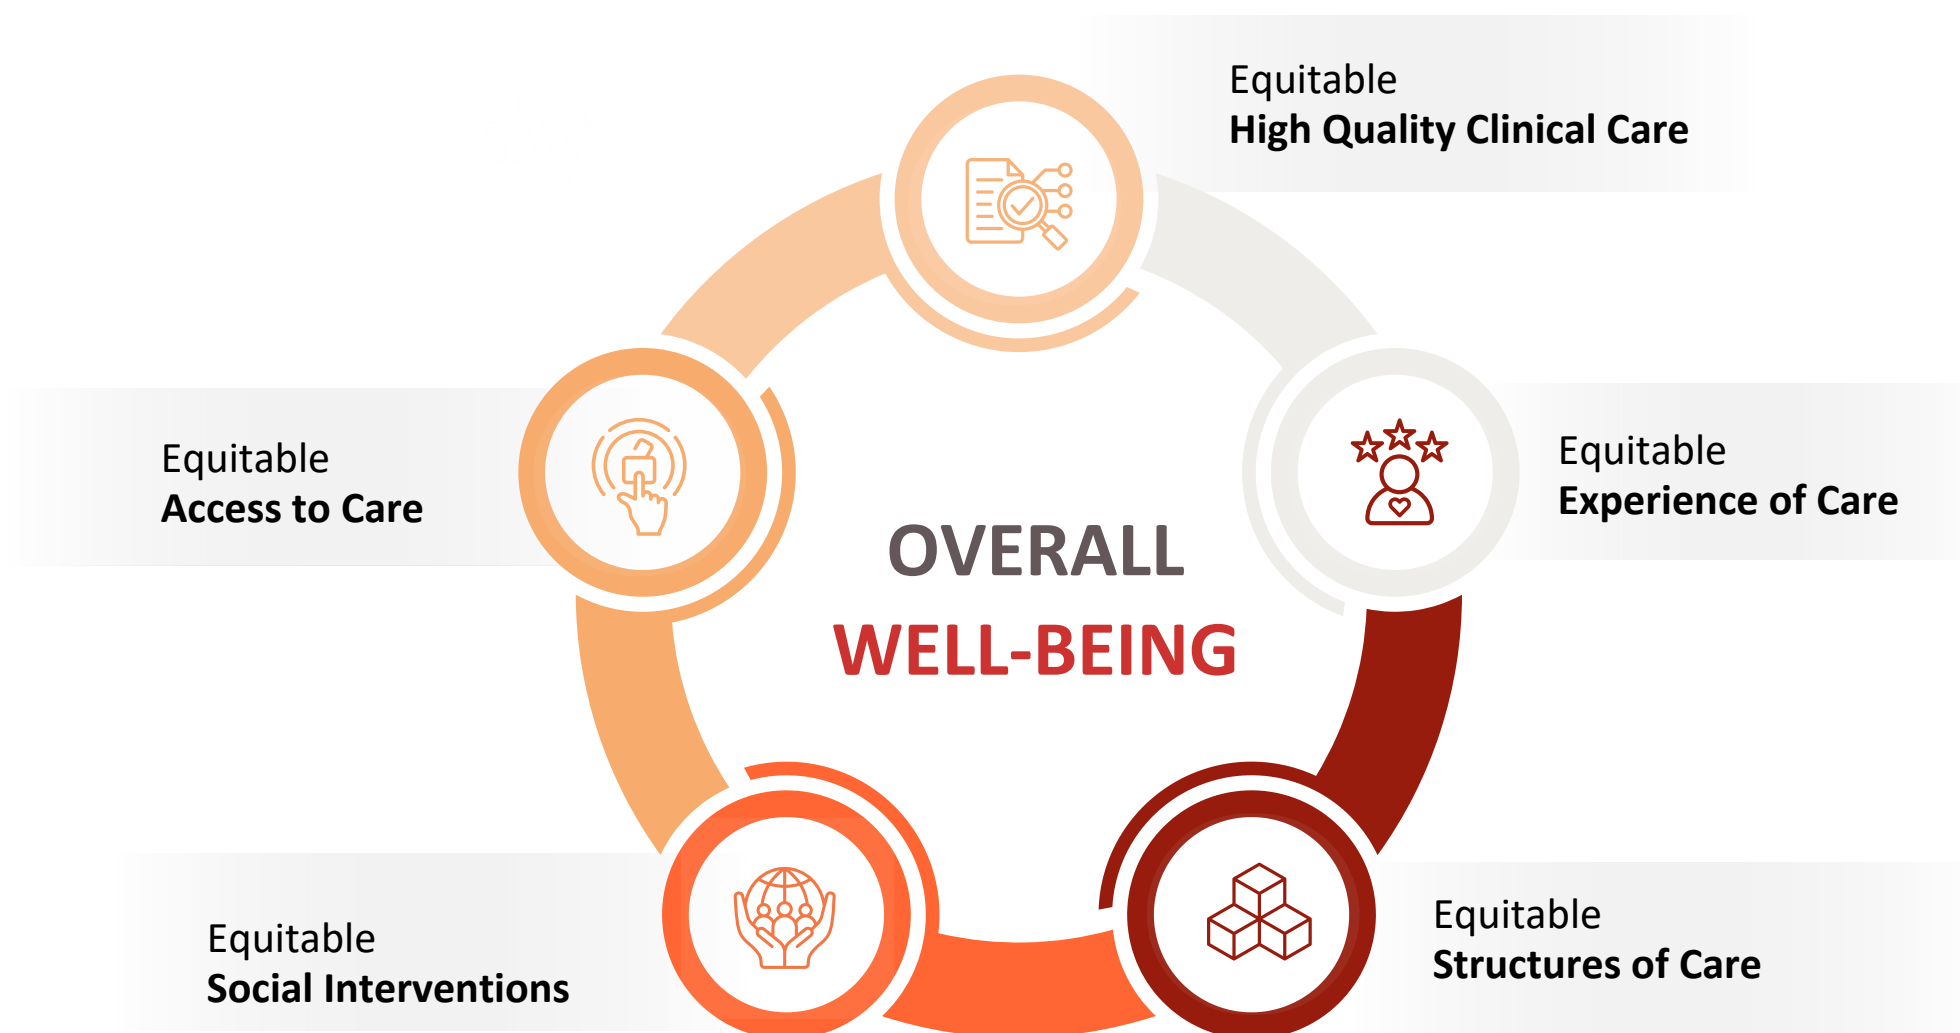 Equitable
High Quality Clinical Care
Equitable
Access to Care
Equitable
Experience of Care
OVERALL
WELL-BEING
Equitable
Social Interventions
Equitable
Structures of Care